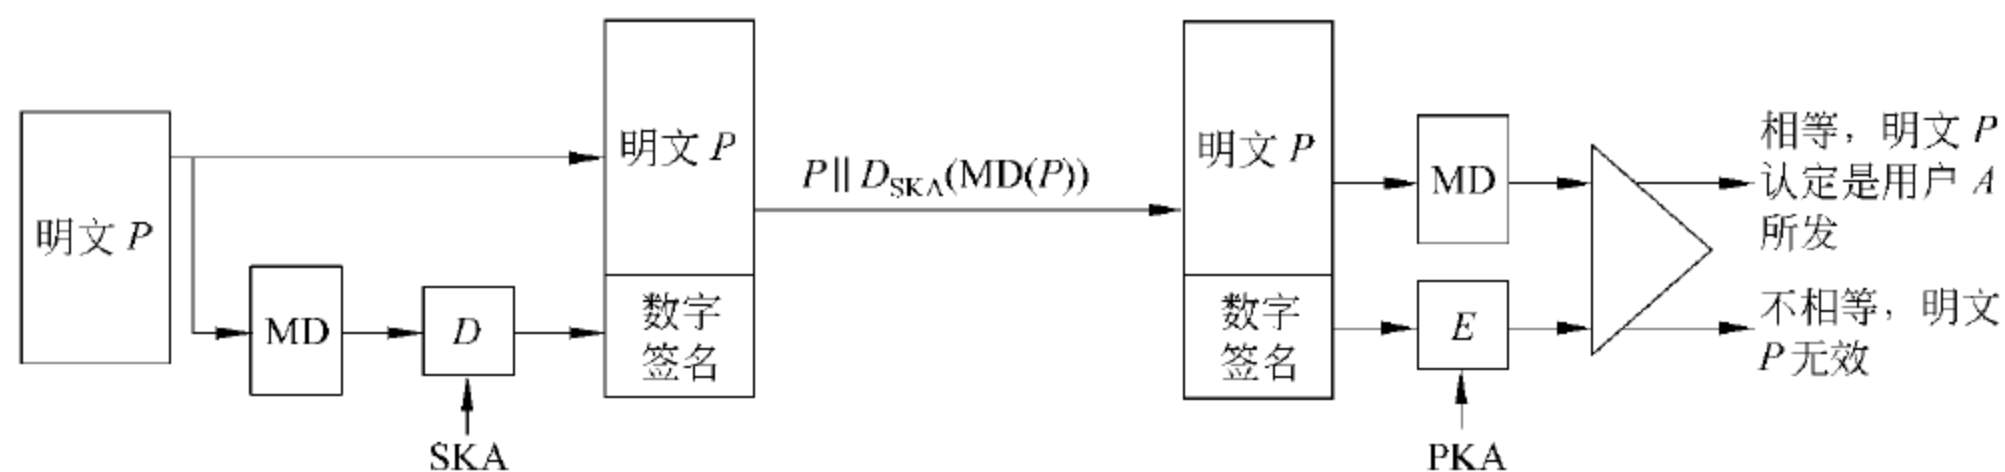 明文 P
MD
D
SKA
明文 P
数字
签名
P‖D_SKA(MD(P))
明文 P
数字
签名
MD
E
PKA
相等，明文 P
认定是用户 A
所发
不相等，明文
P 无效